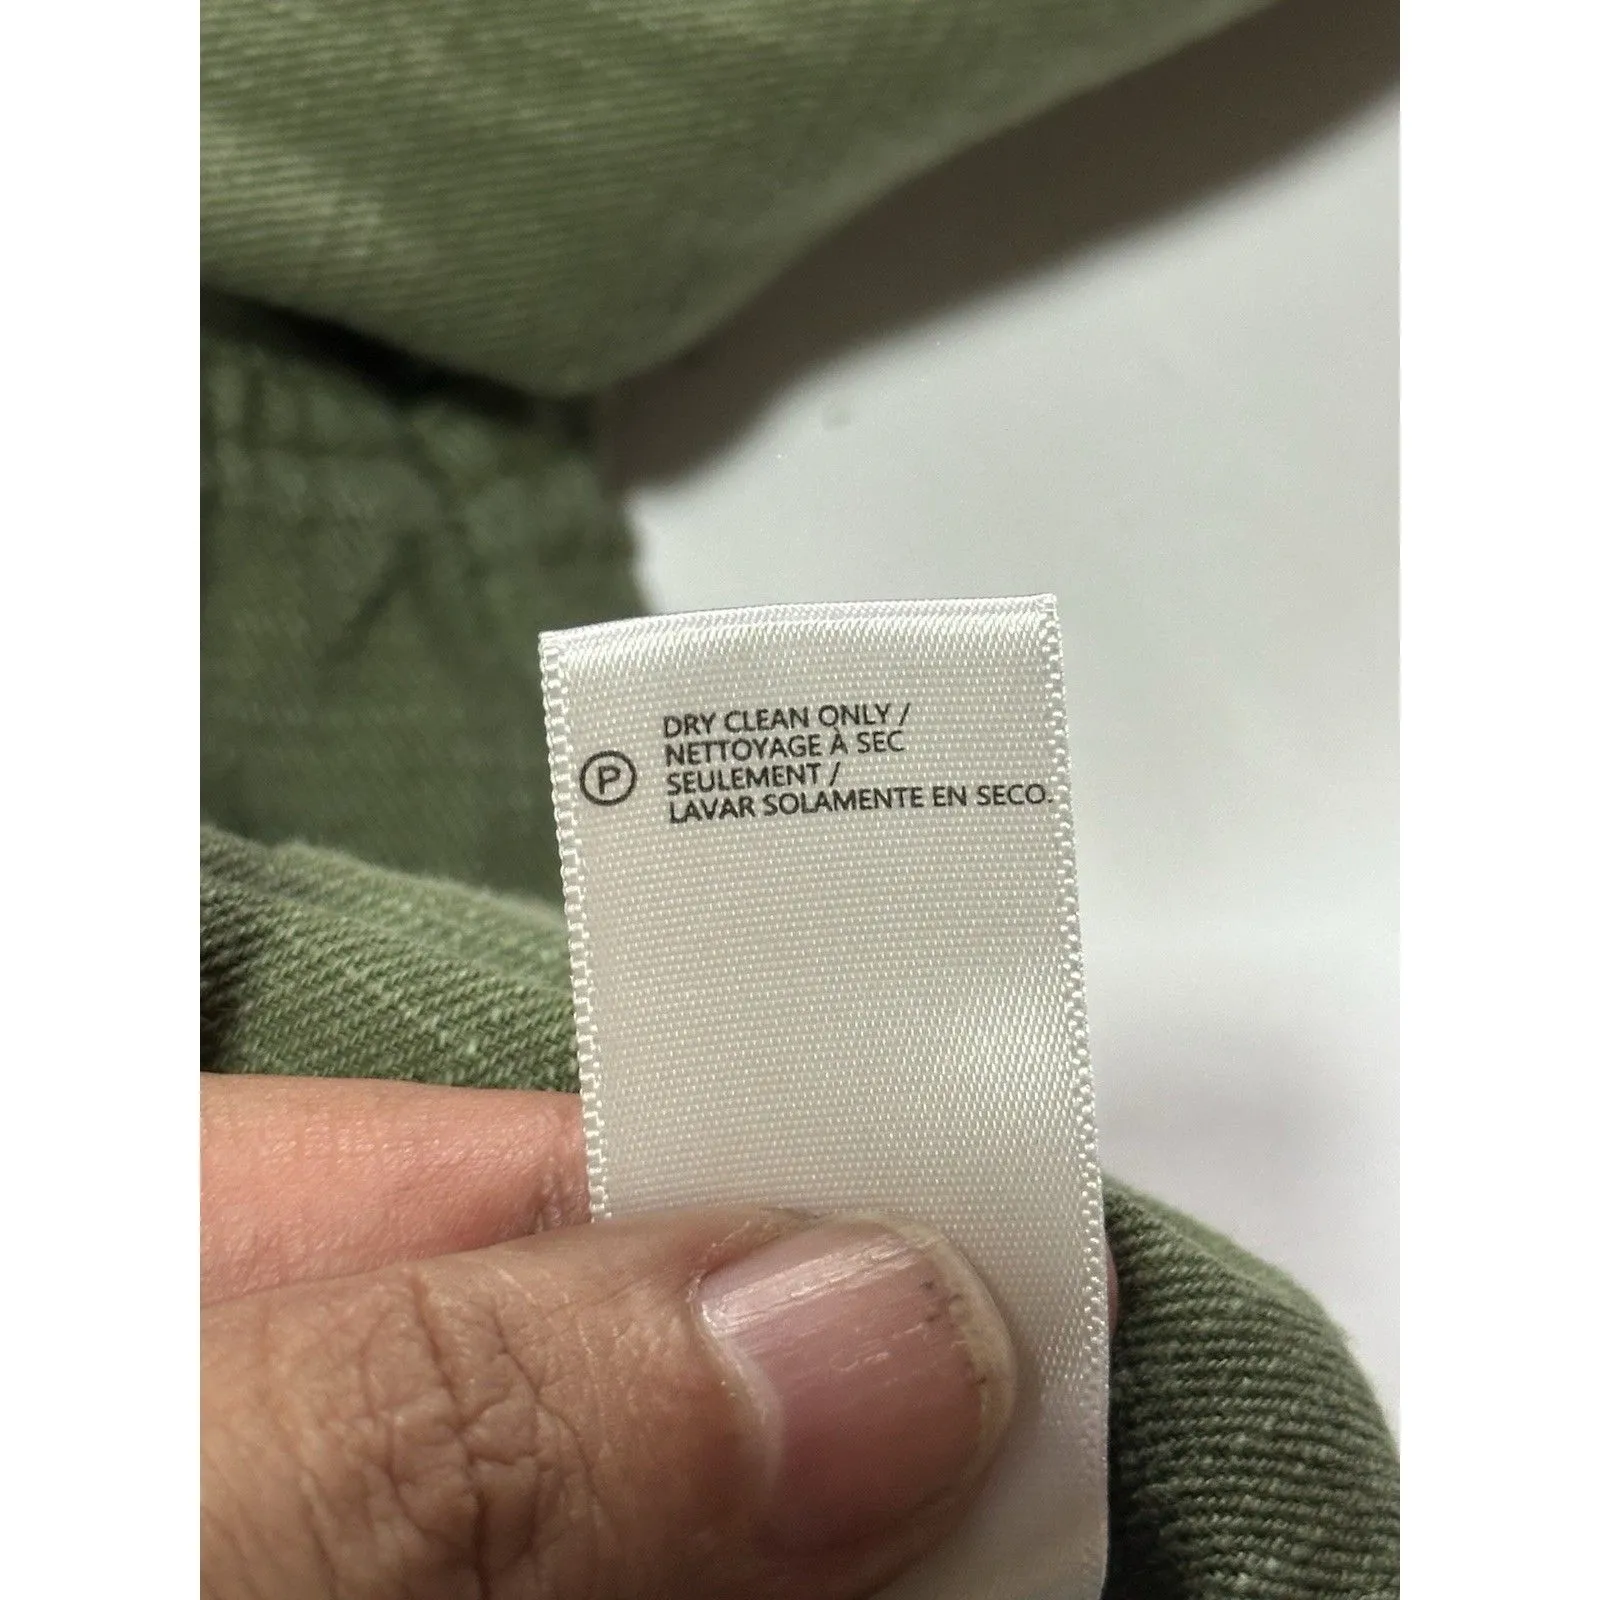 DRY CLEAN ONLY /
NETTOYAGE À SEC
SEULEMENT /
LAVAR SOLAMENTE EN SECO.
P